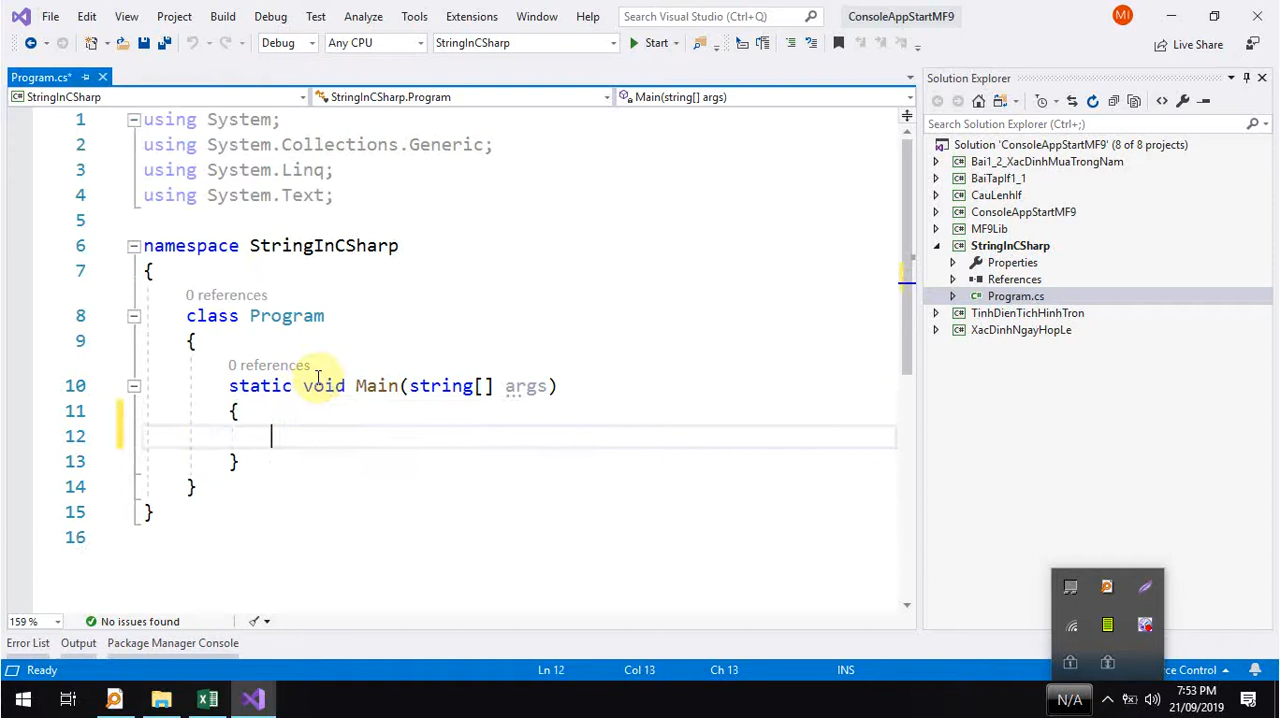 File Edit View Project Build Debug Test Analyze Extensions Window Help Search Visual Studio (Ctrl+Q) ConsoleAppStartMF9 MI
Debug Any CPU StringInCSharp Start Live Share
Program.cs*
StringInCSharp StringInCSharp.Program Main(string[] args)
1 using System;
2 using System.Collections.Generic;
3 using System.Linq;
4 using System.Text;
5
6 namespace StringInCSharp
7 {
0 references
8 class Program
9 {
0 references
10 static void Main(string[] args)
11 {
12
13 }
14 }
15 }
16
159 % No issues found
Error List Output Package Manager Console
Ready Ln 12 Col 13 Ch 13 INS
Solution Explorer
Search Solution Explorer (Ctrl+;)
Solution 'ConsoleAppStartMF9' (8 of 8 projects)
Bai1_2_XacDinhMuaTrongNam
BaiTapIf1_1
CauLenhIf
ConsoleAppStartMF9
MF9Lib
StringInCSharp
Properties
References
Program.cs
TinhDienTichHinhTron
XacDinhNgayHopLe
N/A
7:53 PM
21/09/2019